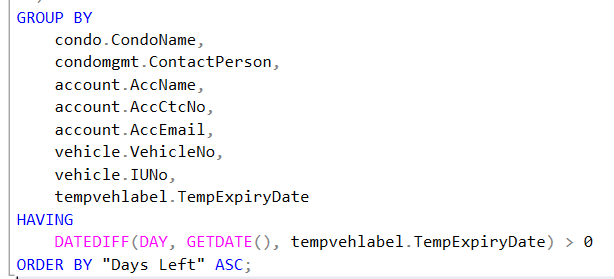 GROUP BY
condo.CondoName,
condomgmt.ContactPerson,
account.AccName,
account.AccCtcNo,
account.AccEmail,
vehicle.VehicleNo,
vehicle.IUNo,
tempvehlabel.TempExpiryDate
HAVING
DATEDIFF(DAY, GETDATE(), tempvehlabel.TempExpiryDate) > 0
ORDER BY "Days Left" ASC;